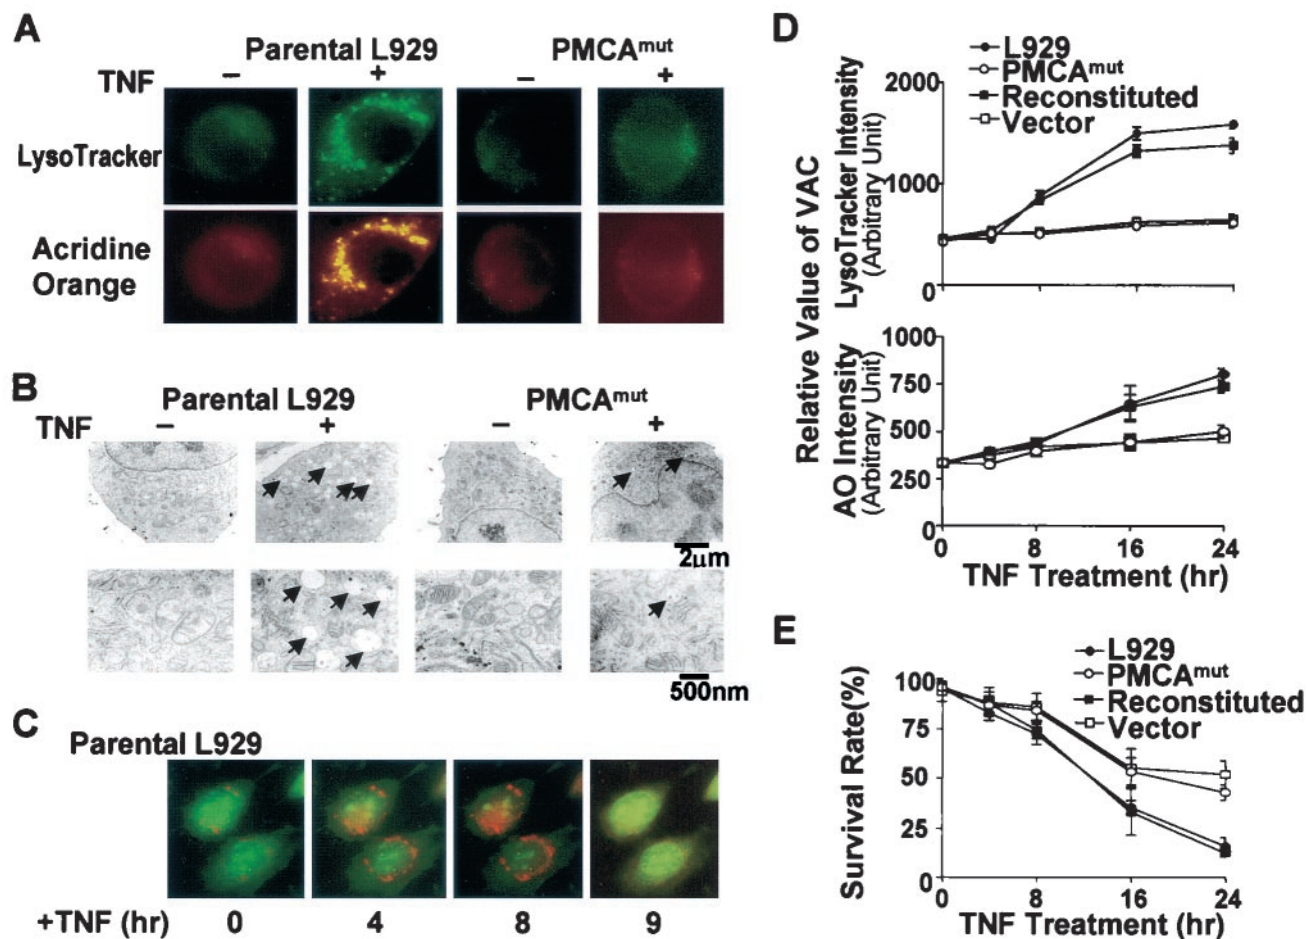 A
Parental L929 PMCAmut
TNF − + − +
LysoTracker
Acridine
Orange
B
Parental L929 PMCAmut
TNF − + − +
2μm
500nm
C
Parental L929
+TNF (hr) 0 4 8 9
D
L929
PMCAmut
Reconstituted
Vector
Relative Value of VAC
LysoTracker Intensity
(Arbitrary Unit)
2000
1000
0
AO Intensity
(Arbitrary Unit)
1000
750
500
250
0
0 8 16 24
TNF Treatment (hr)
E
L929
PMCAmut
Reconstituted
Vector
Survival Rate(%)
100
75
50
25
0
0 8 16 24
TNF Treatment (hr)